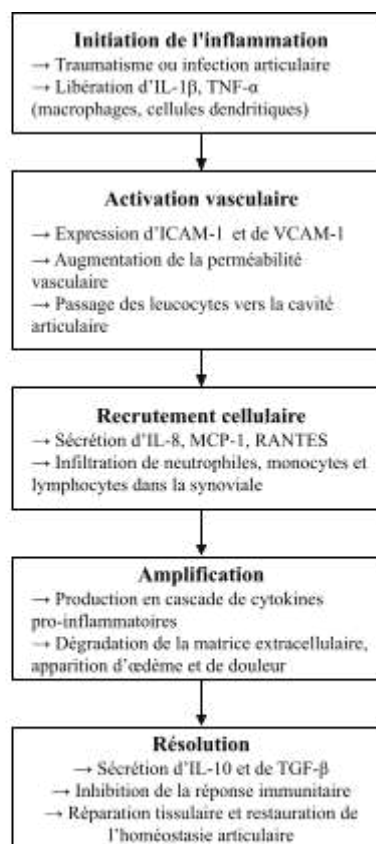 Initiation de l'inflammation
→ Traumatisme ou infection articulaire
→ Libération d'IL-1β, TNF-α
(macrophages, cellules dendritiques)
Activation vasculaire
→ Expression d'ICAM-1 et de VCAM-1
→ Augmentation de la perméabilité
vasculaire
→ Passage des leucocytes vers la cavité
articulaire
Recrutement cellulaire
→ Sécrétion d'IL-8, MCP-1, RANTES
→ Infiltration de neutrophiles, monocytes et
lymphocytes dans la synoviale
Amplification
→ Production en cascade de cytokines
pro-inflammatoires
→ Dégradation de la matrice extracellulaire,
apparition d'œdème et de douleur
Résolution
→ Sécrétion d'IL-10 et de TGF-β
→ Inhibition de la réponse immunitaire
→ Réparation tissulaire et restauration de
l'homéostasie articulaire